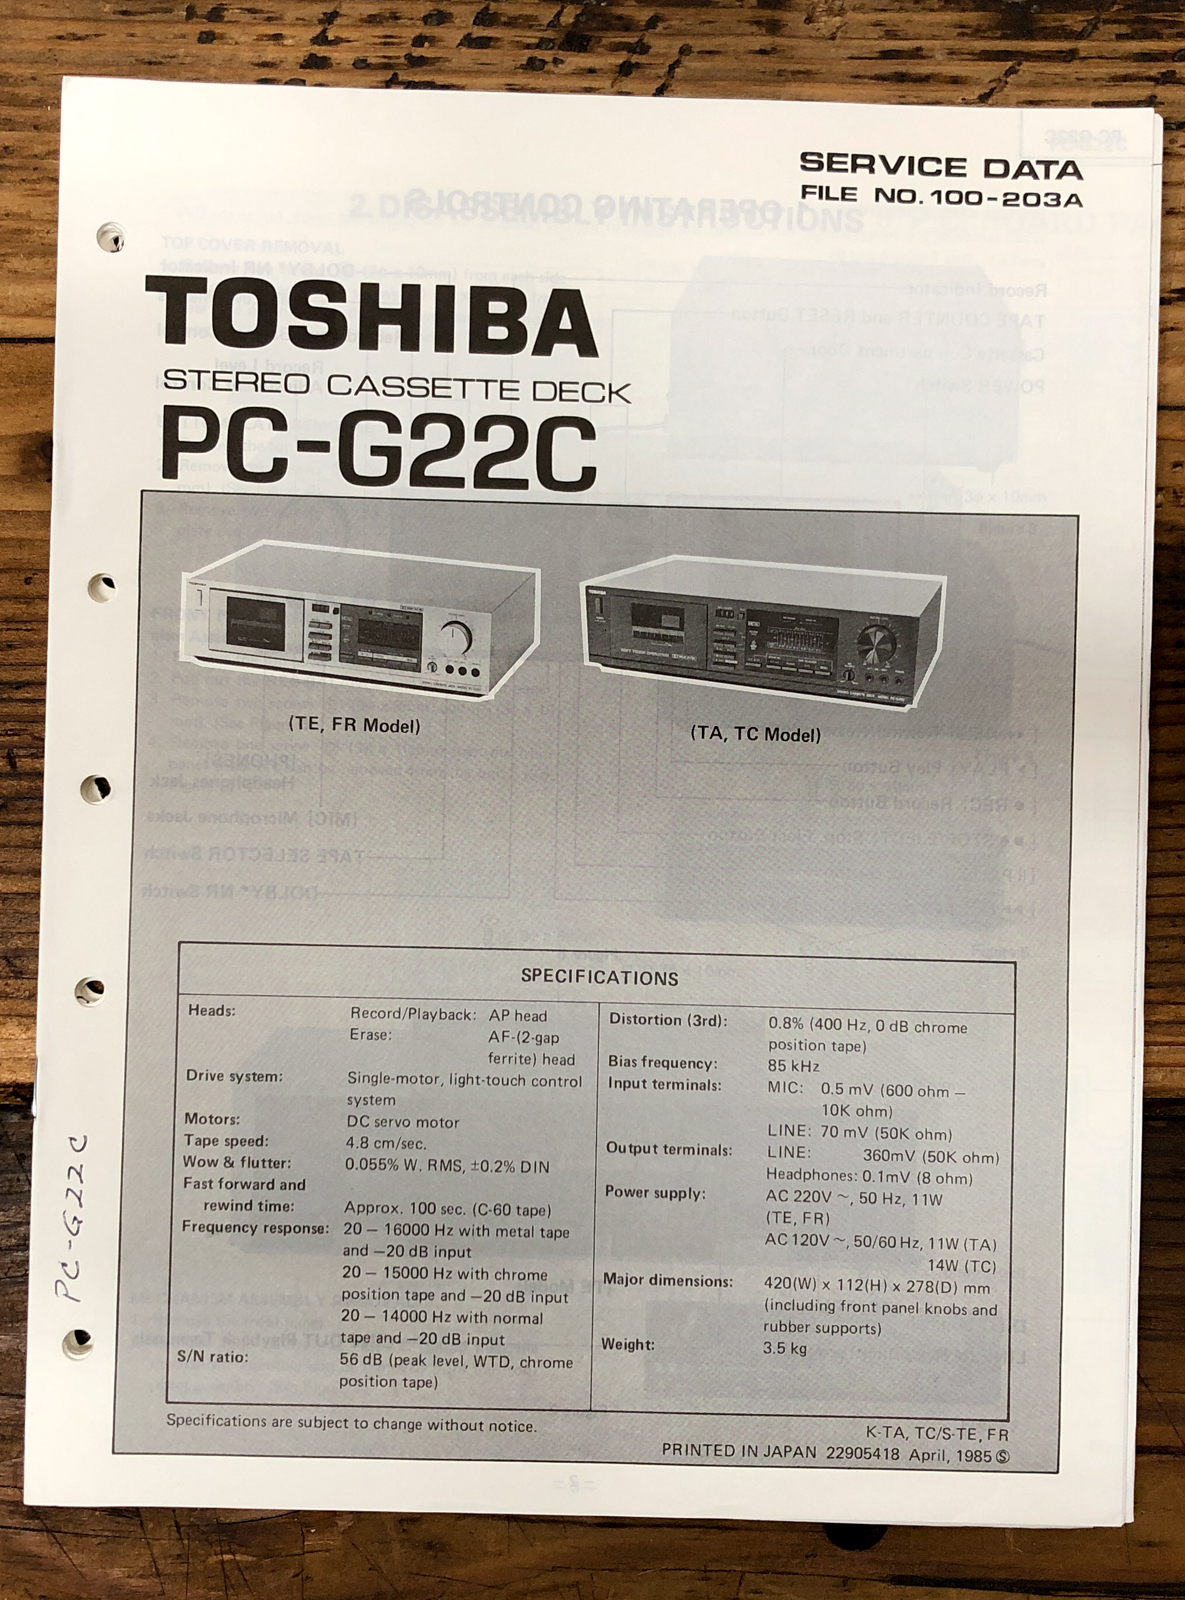 SERVICE DATA
FILE NO. 100-203A
TOSHIBA
STEREO CASSETTE DECK
PC-G22C
(TE, FR Model)
(TA, TC Model)
SPECIFICATIONS
Heads: Record/Playback: AP head
Erase: AF-(2-gap
ferrite) head
Drive system: Single-motor, light-touch control
system
Motors: DC servo motor
Tape speed: 4.8 cm/sec.
Wow & flutter: 0.055% W. RMS, ±0.2% DIN
Fast forward and
rewind time: Approx. 100 sec. (C-60 tape)
Frequency response: 20 – 16000 Hz with metal tape
and –20 dB input
20 – 15000 Hz with chrome
position tape and –20 dB input
20 – 14000 Hz with normal
tape and –20 dB input
S/N ratio: 56 dB (peak level, WTD, chrome
position tape)
Distortion (3rd): 0.8% (400 Hz, 0 dB chrome
position tape)
Bias frequency: 85 kHz
Input terminals: MIC: 0.5 mV (600 ohm –
10K ohm)
LINE: 70 mV (50K ohm)
Output terminals: LINE: 360mV (50K ohm)
Headphones: 0.1mV (8 ohm)
Power supply: AC 220V ~, 50 Hz, 11W
(TE, FR)
AC 120V ~, 50/60 Hz, 11W (TA)
14W (TC)
Major dimensions: 420(W) x 112(H) x 278(D) mm
(including front panel knobs and
rubber supports)
Weight: 3.5 kg
Specifications are subject to change without notice.
K-TA, TC/S-TE, FR
PRINTED IN JAPAN 22905418 April, 1985 Ⓢ
PC-G22C